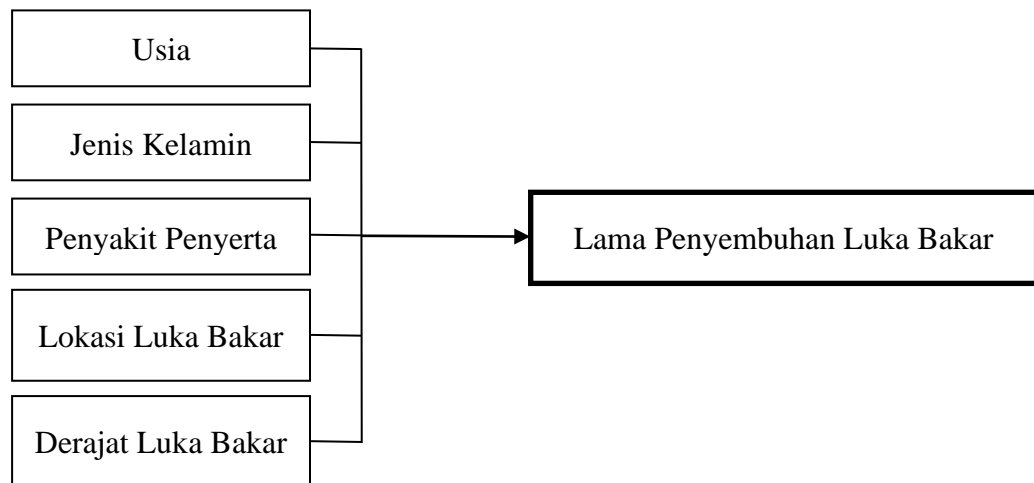 Usia
Jenis Kelamin
Penyakit Penyerta
Lama Penyembuhan Luka Bakar
Lokasi Luka Bakar
Derajat Luka Bakar